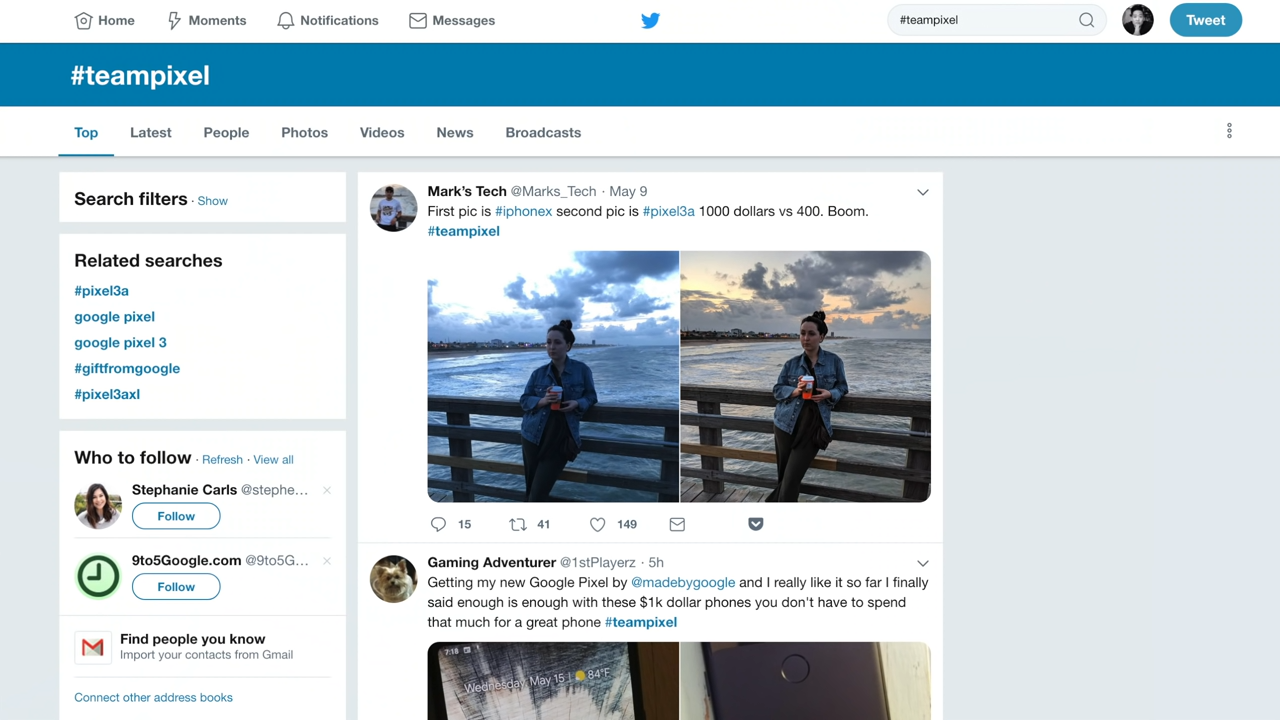 Home Moments Notifications Messages #teampixel Tweet
#teampixel
Top Latest People Photos Videos News Broadcasts
Search filters · Show
Related searches
#pixel3a
google pixel
google pixel 3
#giftfromgoogle
#pixel3axl
Who to follow · Refresh · View all
Stephanie Carls @stephe...
Follow
9to5Google.com @9to5G...
Follow
Find people you know
Import your contacts from Gmail
Connect other address books
Mark's Tech @Marks_Tech · May 9
First pic is #iphonex second pic is #pixel3a 1000 dollars vs 400. Boom.
#teampixel
15 41 149
Gaming Adventurer @1stPlayerz · 5h
Getting my new Google Pixel by @madebygoogle and I really like it so far I finally
said enough is enough with these $1k dollar phones you don't have to spend
that much for a great phone #teampixel
7:18
Wednesday, May 15 | 84°F